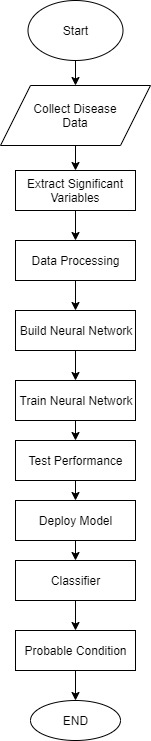 Start
Collect Disease
Data
Extract Significant
Variables
Data Processing
Build Neural Network
Train Neural Network
Test Performance
Deploy Model
Classifier
Probable Condition
END